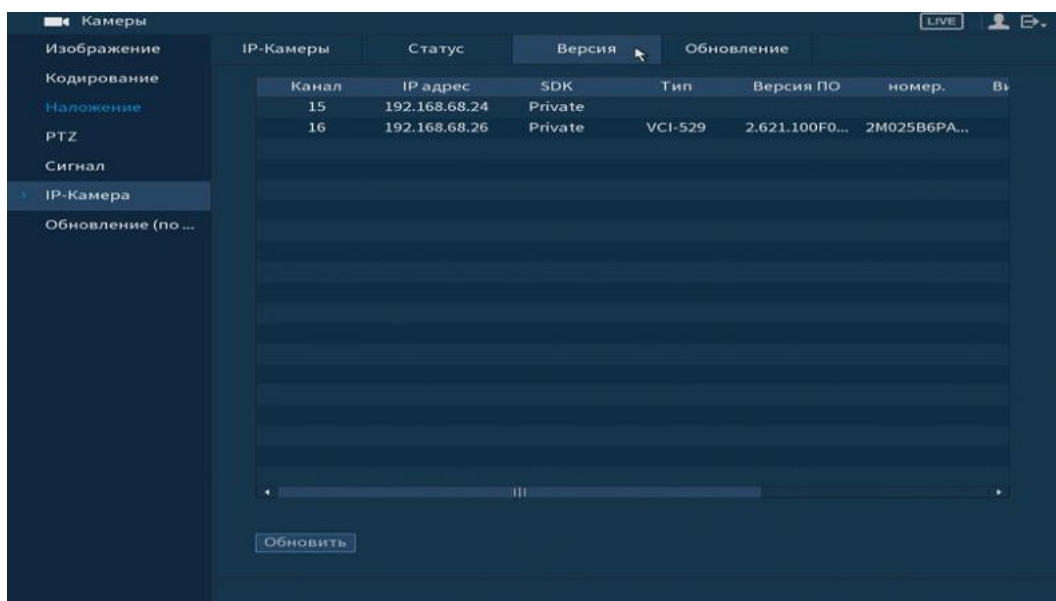 Камеры LIVE
Изображение
Кодирование
Наложение
PTZ
Сигнал
IP-Камера
Обновление (по ...
IP-Камеры Статус Версия Обновление
Канал IP адрес SDK Тип Версия ПО номер. Ви
15 192.168.68.24 Private
16 192.168.68.26 Private VCI-529 2.621.100F0... 2M025B6PA...
Обновить